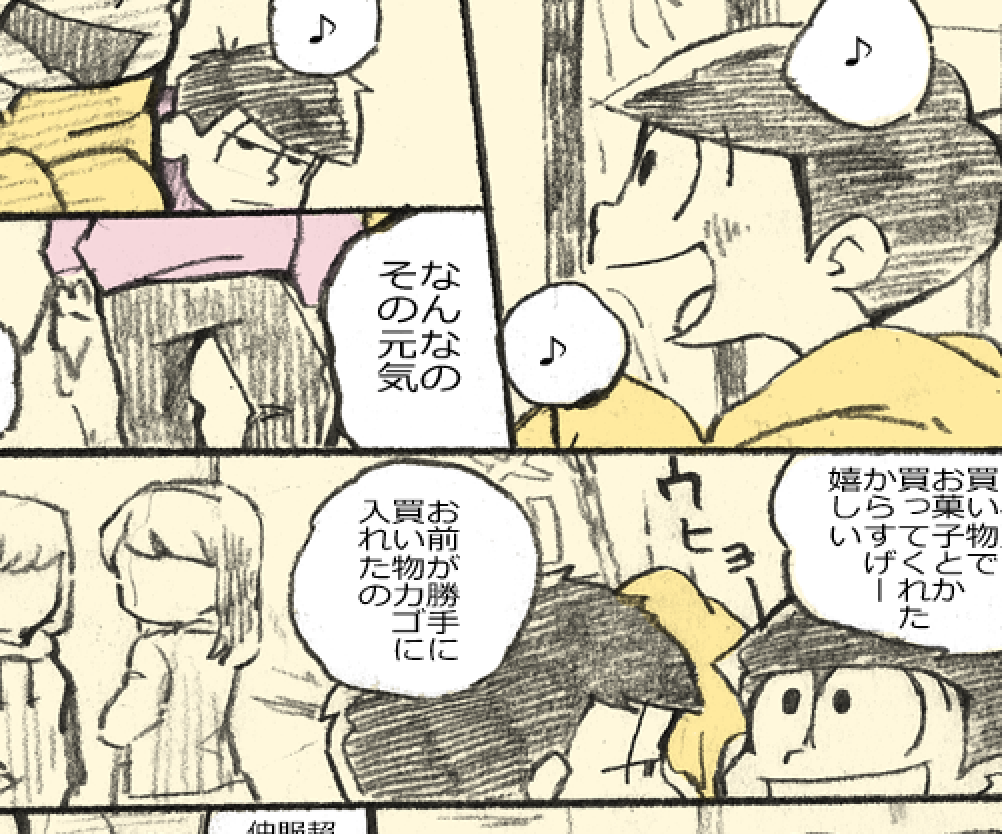 ♪
♪
♪
なんなの
その元気
買い物で
お菓子とか
買ってくれた
からすげー
嬉しい
ウヒョー
お前が勝手に
買い物カゴに
入れたの